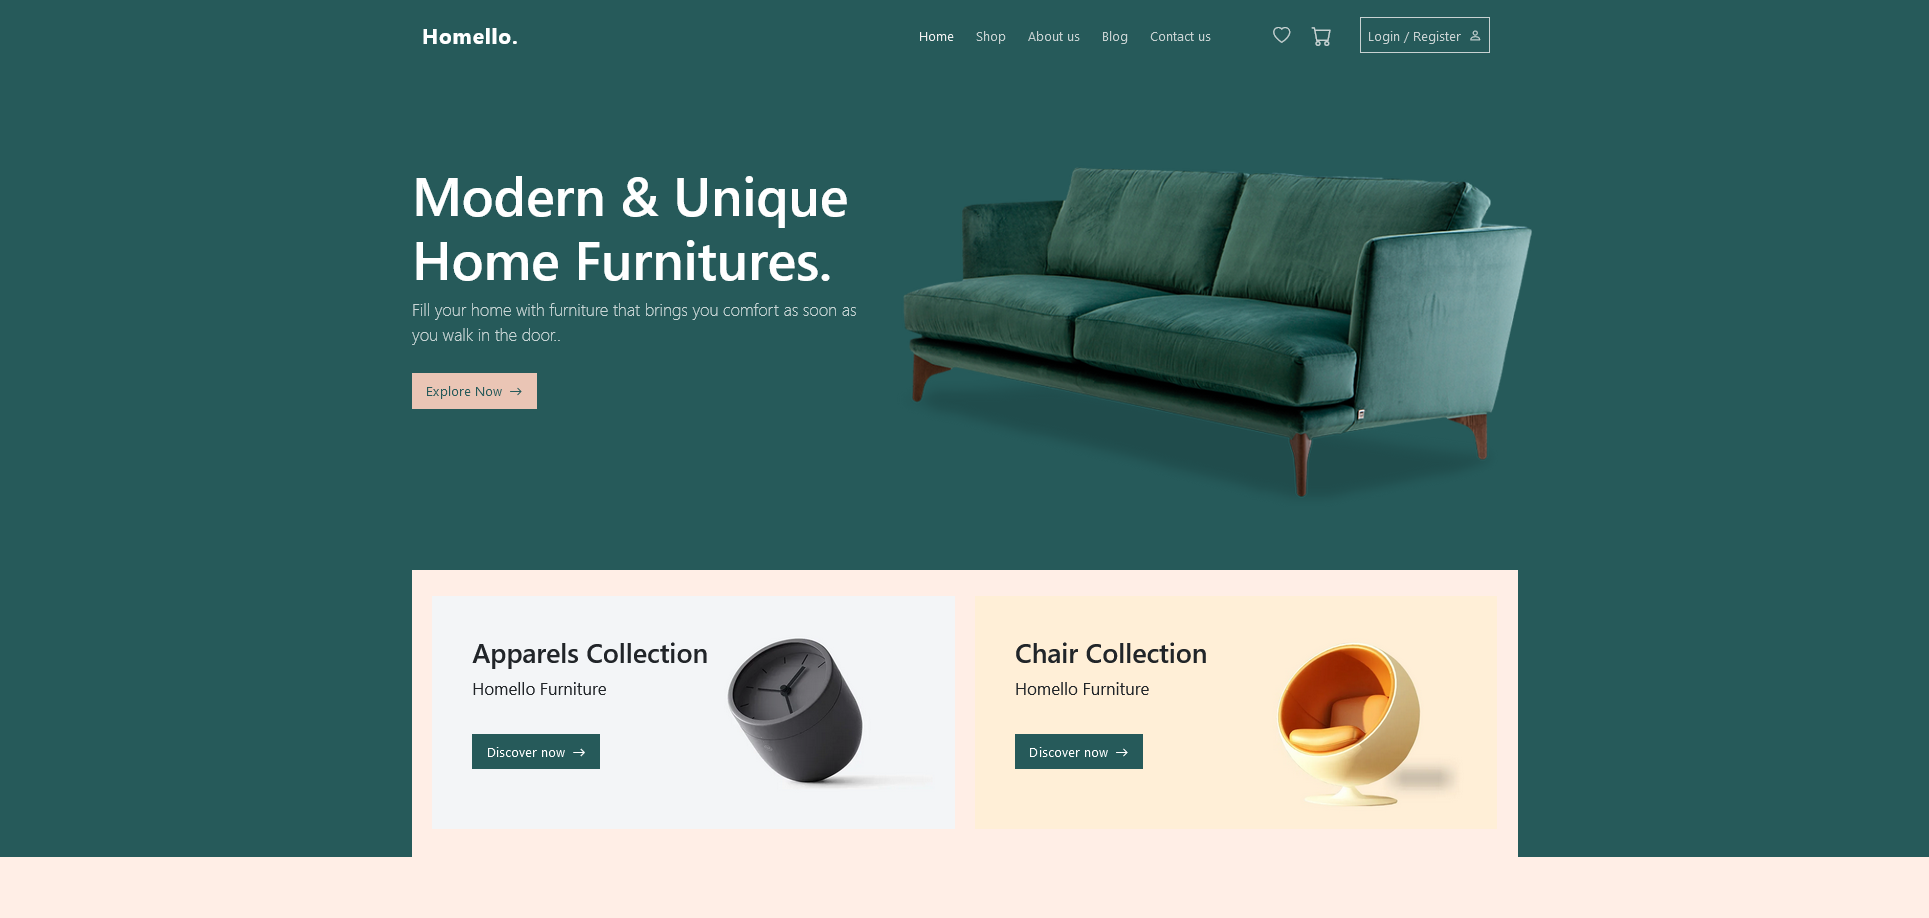 Homello.
Home
Shop
About us
Blog
Contact us
Login / Register
Modern & Unique
Home Furnitures.
Fill your home with furniture that brings you comfort as soon as
you walk in the door..
Explore Now →
Apparels Collection
Homello Furniture
Discover now →
Chair Collection
Homello Furniture
Discover now →